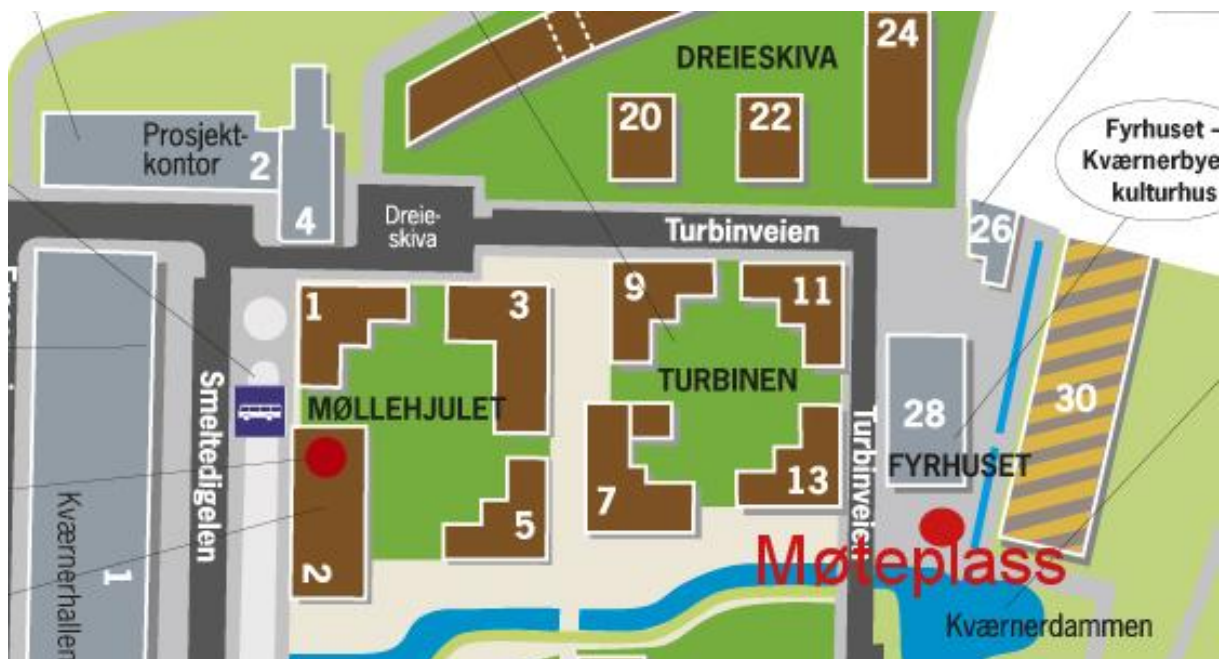 DREIESKIVA
24
20
22
Prosjekt-
kontor
2
4
Fyrhuset –
Kværnerbye
kulturhus
Dreie-
skiva
Turbinveien
26
1
3
9
11
MØLLEHJULET
TURBINEN
Smeltedigelen
Turbinveien
28
30
FYRHUSET
5
7
13
2
Kværnerhallen
1
Møteplass
Kværnerdammen